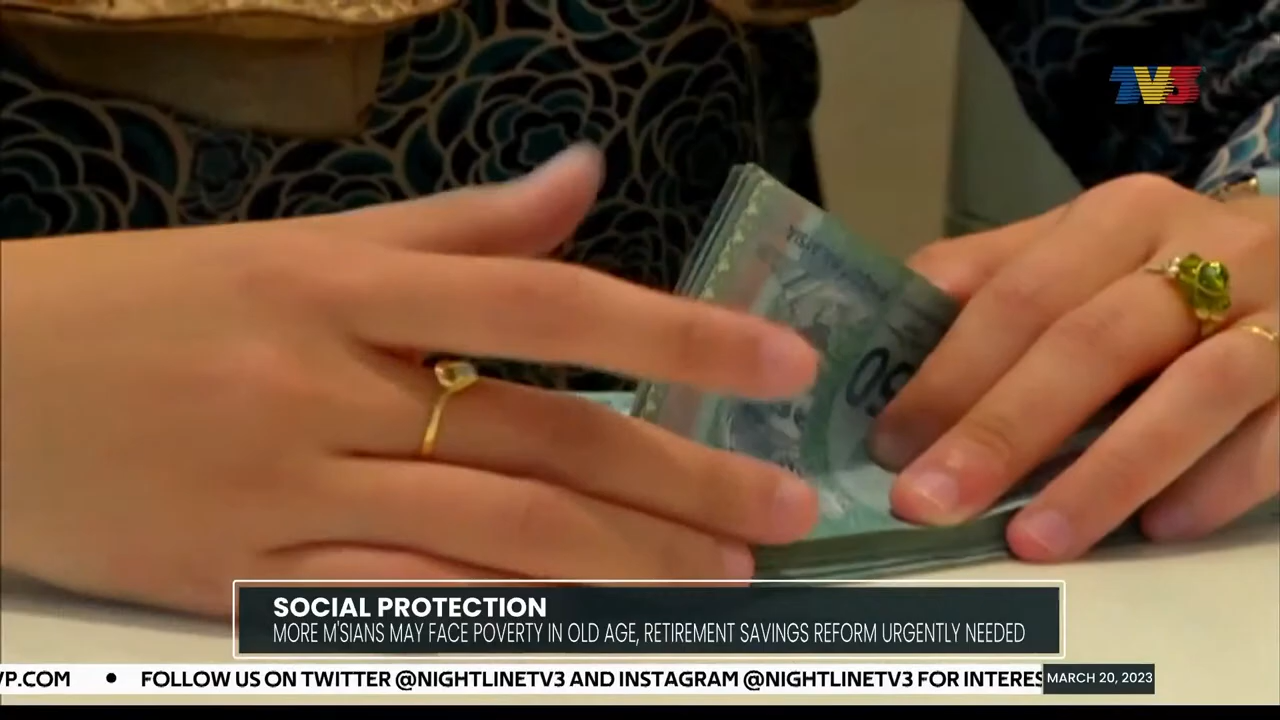 TV3
50
SOCIAL PROTECTION
MORE M'SIANS MAY FACE POVERTY IN OLD AGE, RETIREMENT SAVINGS REFORM URGENTLY NEEDED
VP.COM • FOLLOW US ON TWITTER @NIGHTLINETV3 AND INSTAGRAM @NIGHTLINETV3 FOR INTERES
MARCH 20, 2023